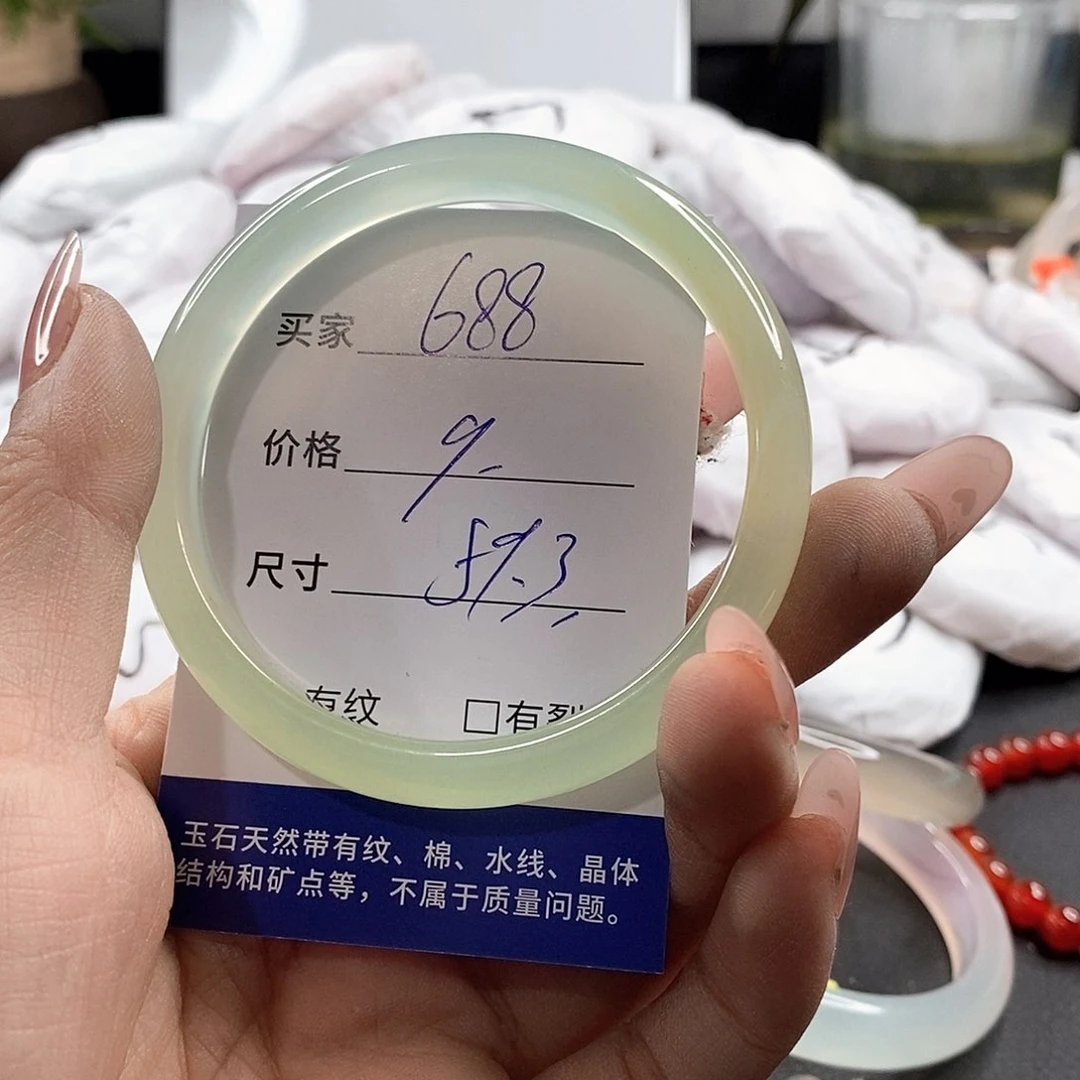 买家 688
价格 9.-
尺寸 59.3
有纹 □有裂
玉石天然带有纹、棉、水线、晶体
结构和矿点等，不属于质量问题。